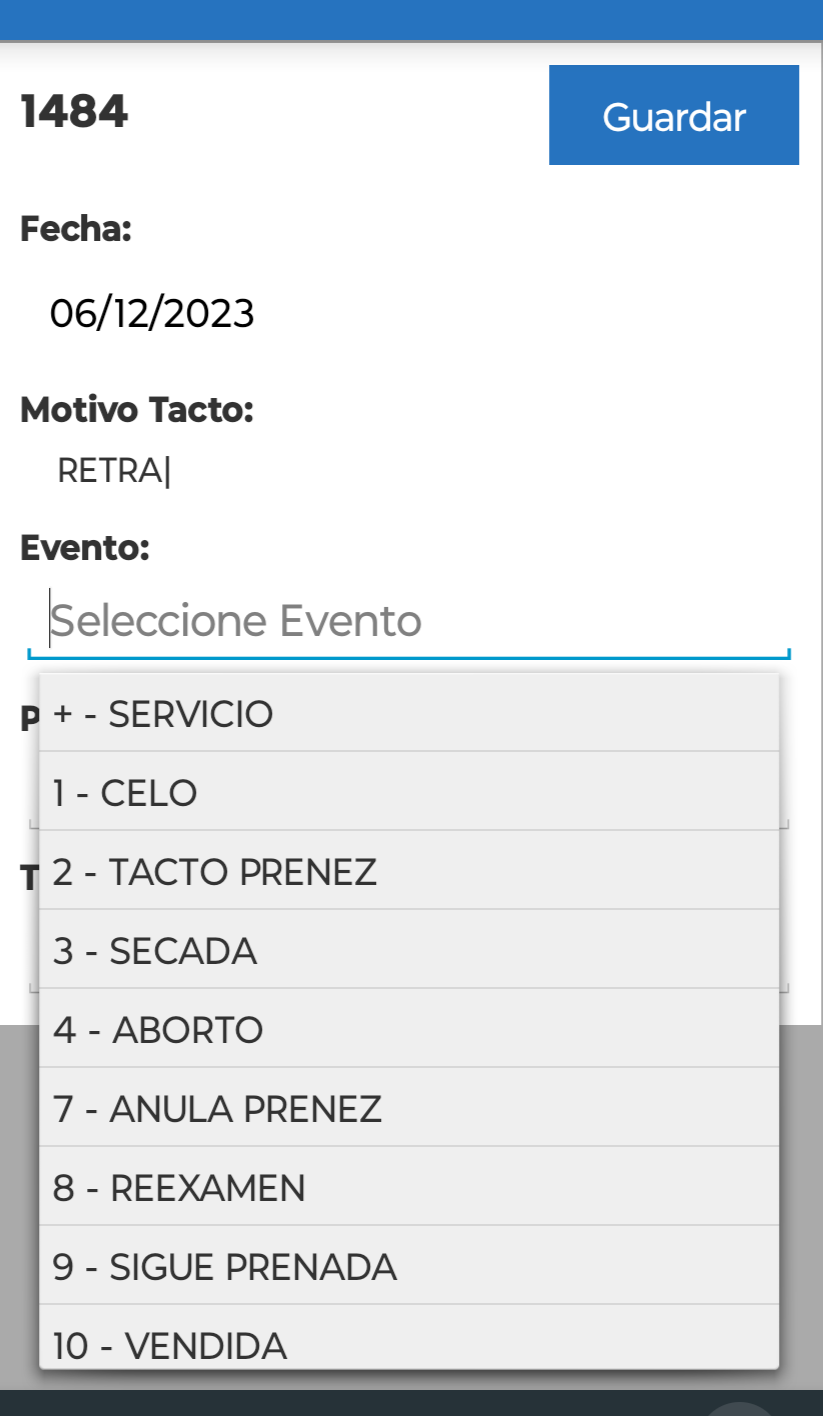 1484
Guardar
Fecha:
06/12/2023
Motivo Tacto:
RETRA|
Evento:
Seleccione Evento
P
+ - SERVICIO
1 - CELO
T
2 - TACTO PRENEZ
3 - SECADA
4 - ABORTO
7 - ANULA PRENEZ
8 - REEXAMEN
9 - SIGUE PRENADA
10 - VENDIDA